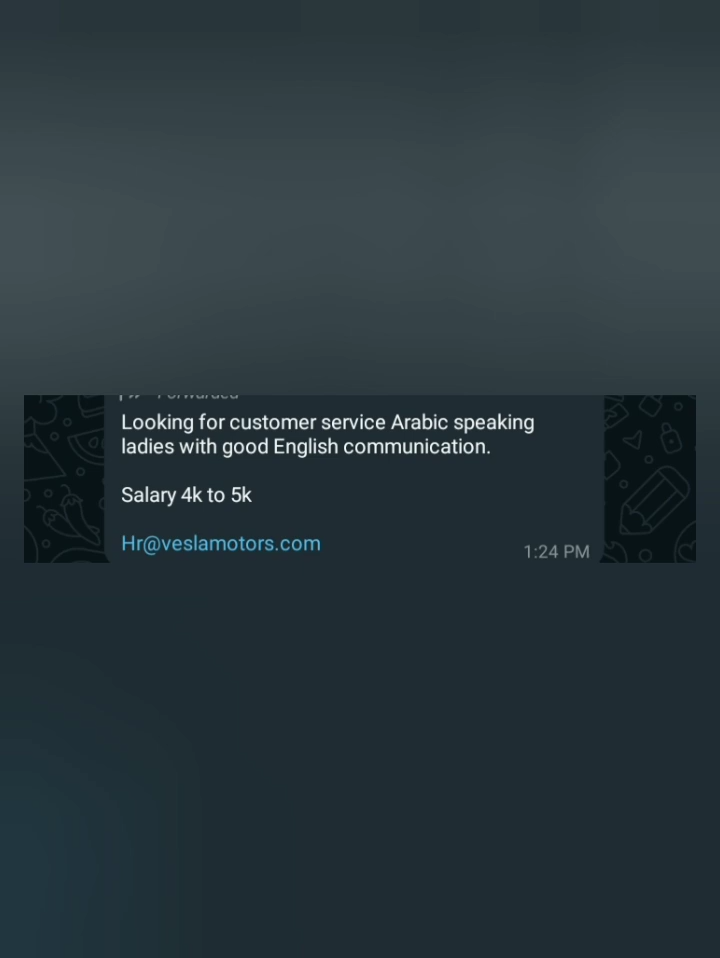 Forwarded
Looking for customer service Arabic speaking
ladies with good English communication.
Salary 4k to 5k
Hr@veslamotors.com
1:24 PM